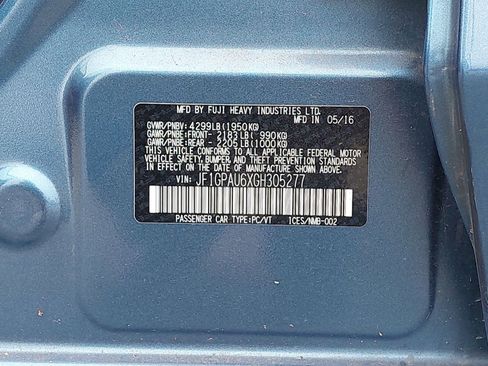 MFD BY FUJI HEAVY INDUSTRIES LTD.
MFD IN 05/16
GVWR/PNBV: 4299LB(1950KG)
GAWR/PNBE:FRONT- 2183LB( 990KG)
GAWR/PNBE:REAR - 2205LB(1000KG)
THIS VEHICLE CONFORMS TO ALL APPLICABLE FEDERAL MOTOR
VEHICLE SAFETY, BUMPER, AND THEFT PREVENTION STANDARDS
IN EFFECT ON THE DATE OF MANUFACTURE SHOWN ABOVE.
VIN: JF1GPAU6XGH305277
PASSENGER CAR TYPE:PC/VT ICES/NMB-002